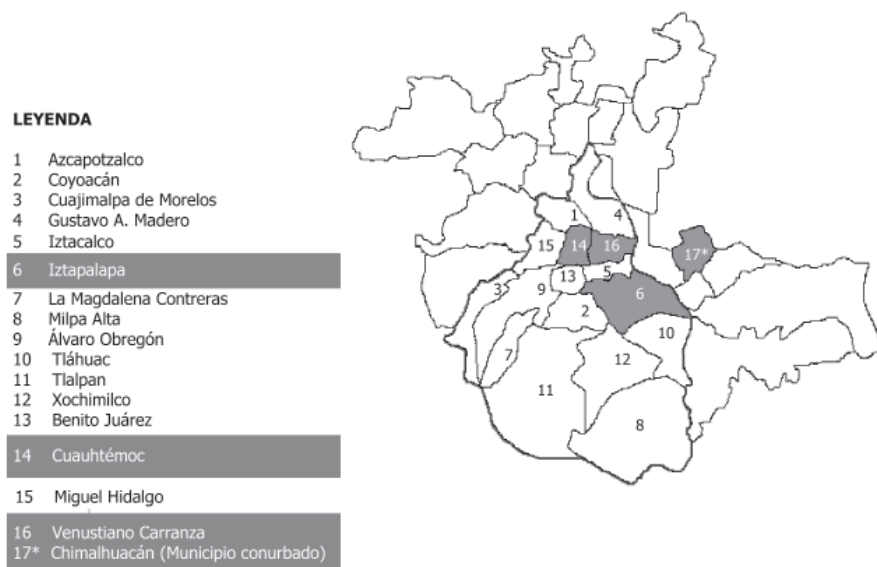 LEYENDA
1 Azcapotzalco
2 Coyoacán
3 Cuajimalpa de Morelos
4 Gustavo A. Madero
5 Iztacalco
6 Iztapalapa
7 La Magdalena Contreras
8 Milpa Alta
9 Álvaro Obregón
10 Tláhuac
11 Tlalpan
12 Xochimilco
13 Benito Juárez
14 Cuauhtémoc
15 Miguel Hidalgo
16 Venustiano Carranza
17* Chimalhuacán (Municipio conurbado)
1
4
15
14
16
17*
13
5
3
9
6
2
10
7
12
11
8